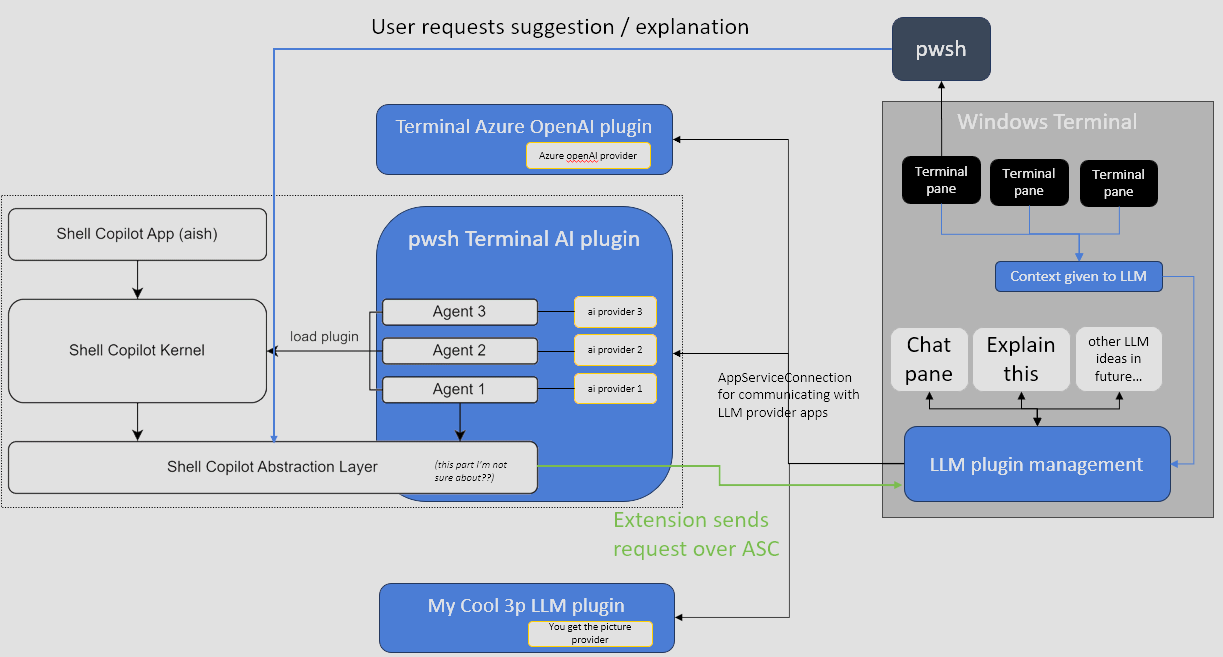 User requests suggestion / explanation
pwsh
Terminal Azure OpenAI plugin
Azure openAI provider
Windows Terminal
Terminal
pane
Terminal
pane
Terminal
pane
Shell Copilot App (aish)
pwsh Terminal AI plugin
Context given to LLM
Agent 3
ai provider 3
load plugin
Shell Copilot Kernel
Agent 2
ai provider 2
Agent 1
ai provider 1
Chat
pane
Explain
this
other LLM
ideas in
future...
AppServiceConnection
for communicating with
LLM provider apps
Shell Copilot Abstraction Layer
(this part I'm not
sure about??)
LLM plugin management
Extension sends
request over ASC
My Cool 3p LLM plugin
You get the picture
provider